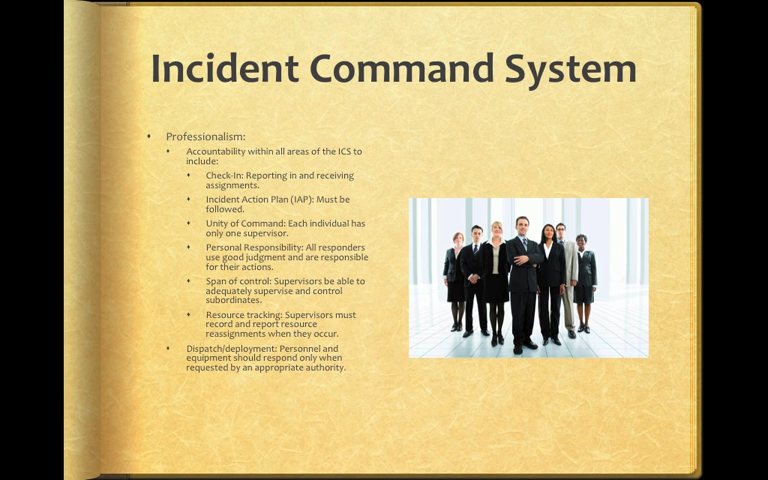 Incident Command System
Professionalism:
Accountability within all areas of the ICS to
include:
Check-In: Reporting in and receiving
assignments.
Incident Action Plan (IAP): Must be
followed.
Unity of Command: Each individual has
only one supervisor.
Personal Responsibility: All responders
use good judgment and are responsible
for their actions.
Span of control: Supervisors be able to
adequately supervise and control
subordinates.
Resource tracking: Supervisors must
record and report resource
reassignments when they occur.
Dispatch/deployment: Personnel and
equipment should respond only when
requested by an appropriate authority.